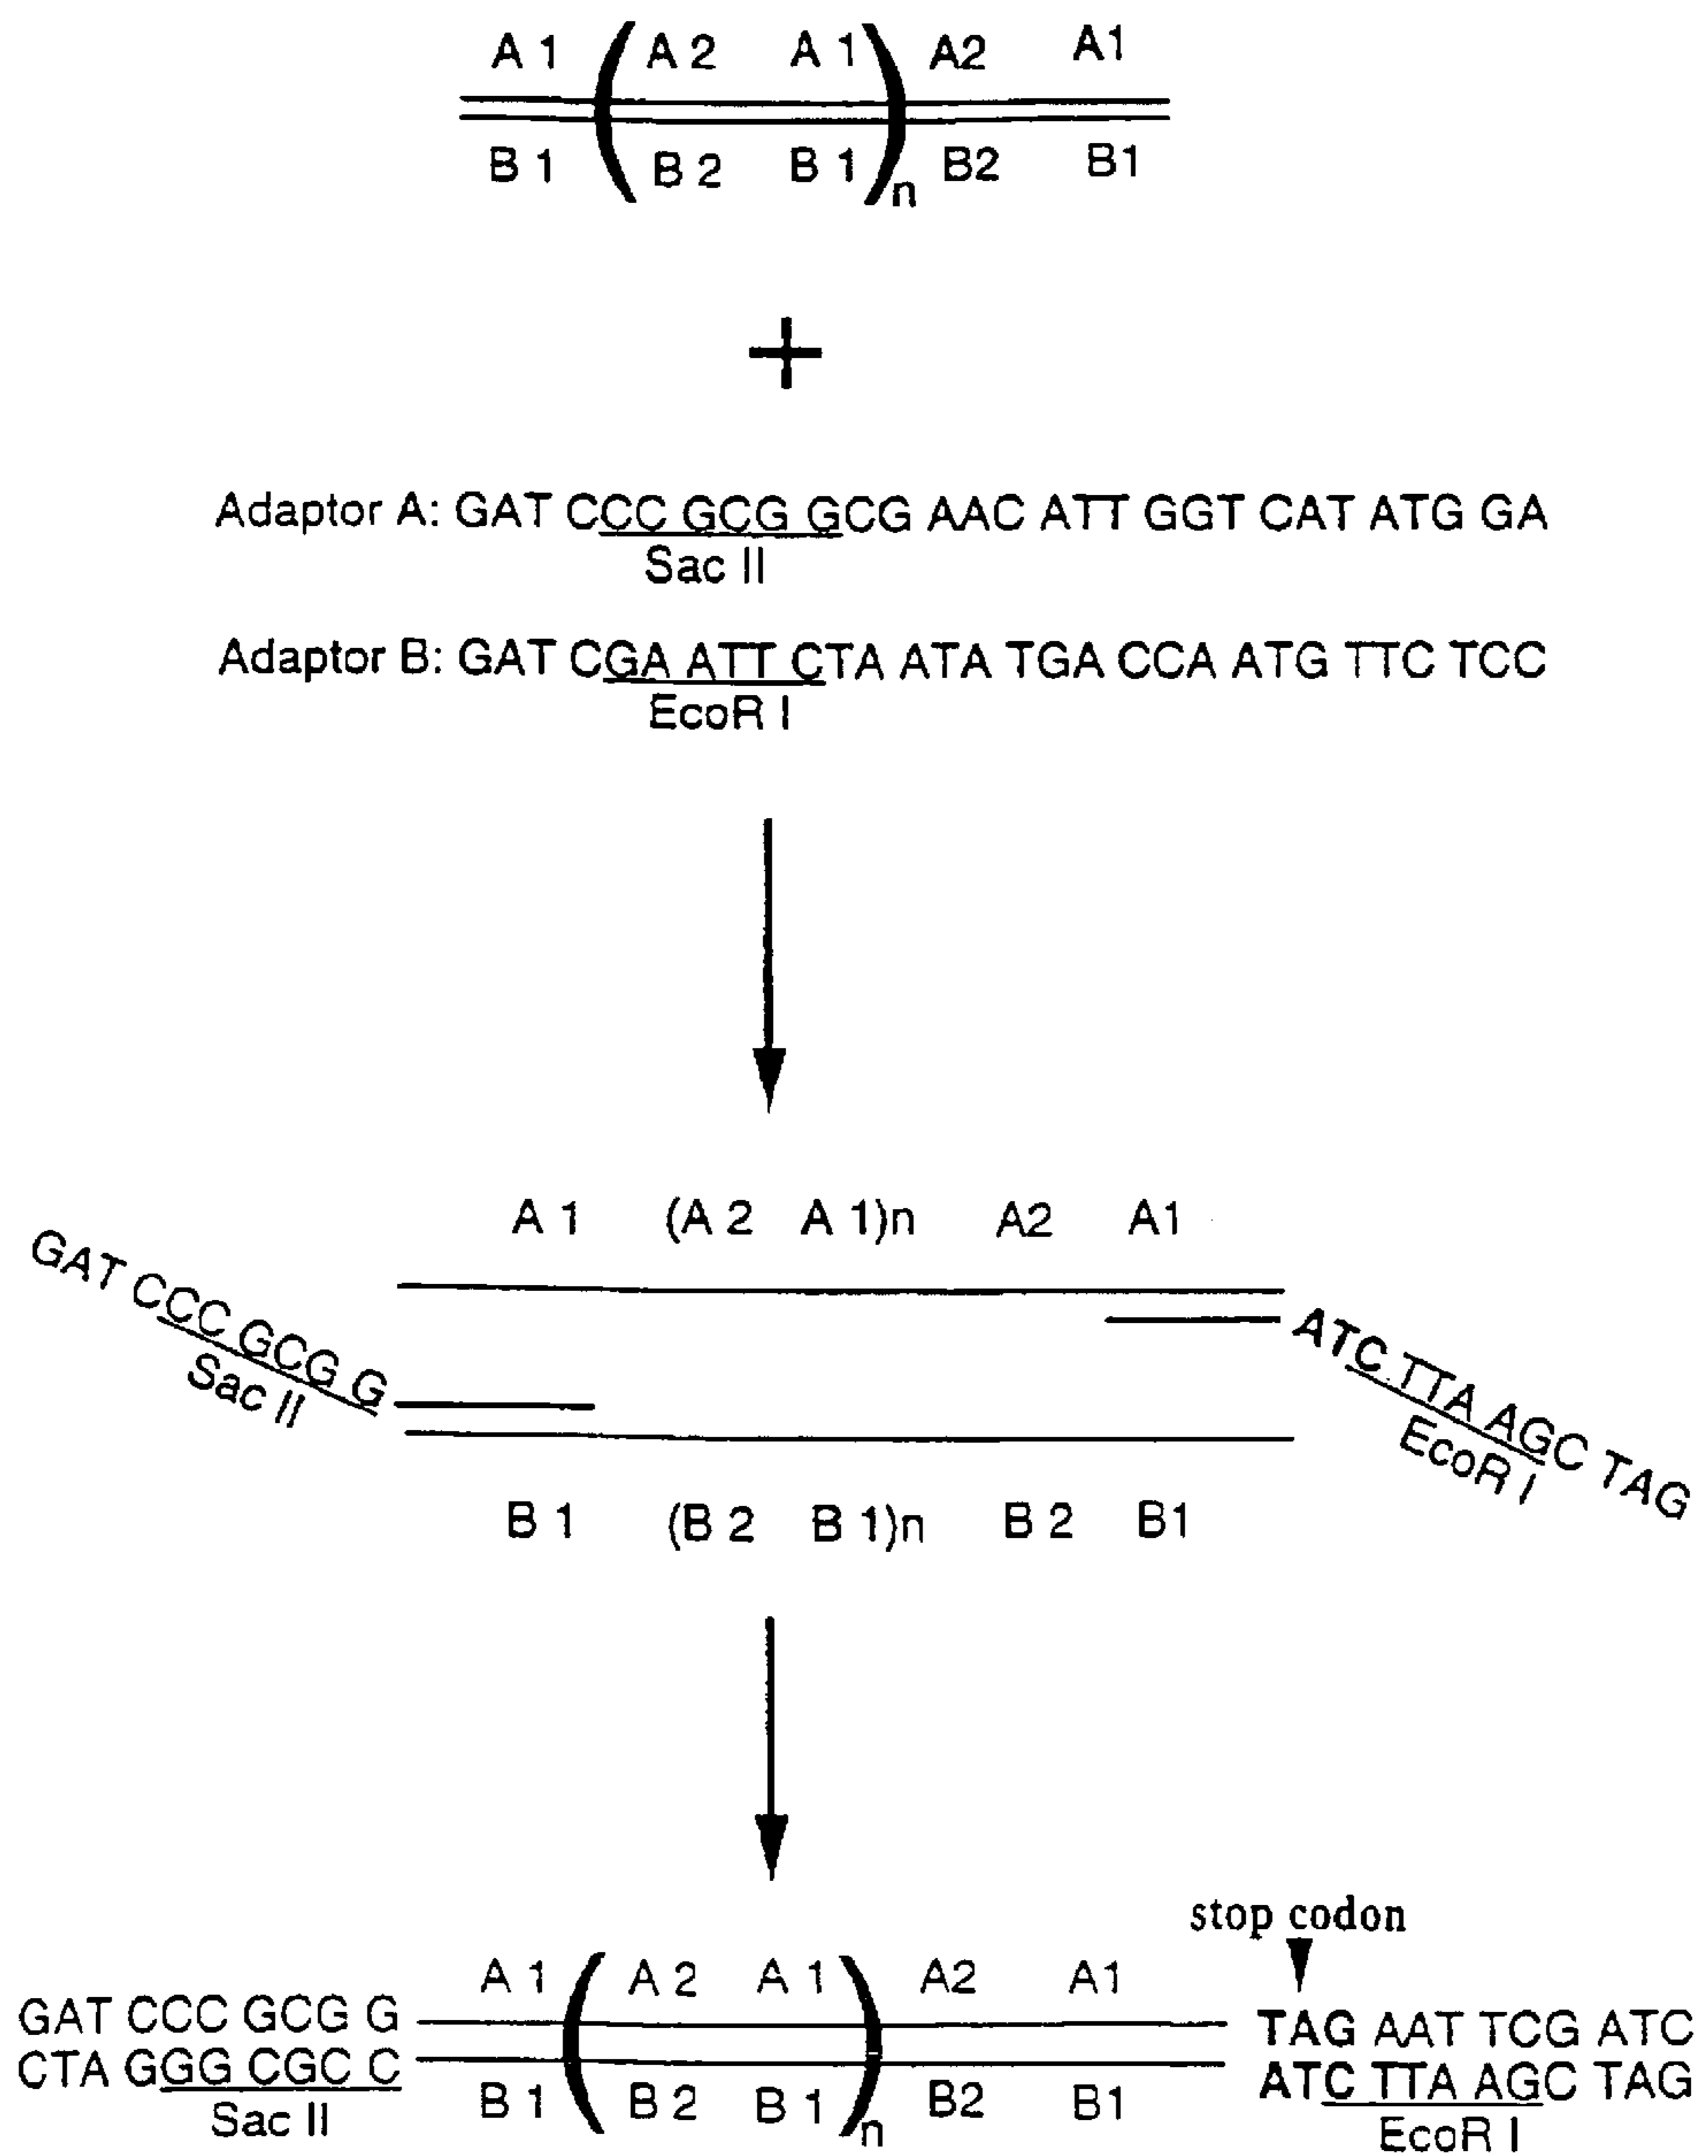 A 1 ( A 2 A 1 ) A2 A1
B 1 B 2 B 1 n B2 B1
+
Adaptor A: GAT CCC GCG GCG AAC ATT GGT CAT ATG GA
Sac II
Adaptor B: GAT CGA ATT CTA ATA TGA CCA ATG TTC TCC
EcoR I
A 1 (A 2 A 1)n A2 A1
GAT CCC GCG G
Sac II
ATC TTA AGC TAG
EcoR I
B 1 (B 2 B 1)n B 2 B1
stop codon
A 1 ( A 2 A 1 ) A2 A1
GAT CCC GCG G TAG AAT TCG ATC
CTA GGG CGC C ATC TTA AGC TAG
B 1 B 2 B 1 n B2 B1
Sac II EcoR I